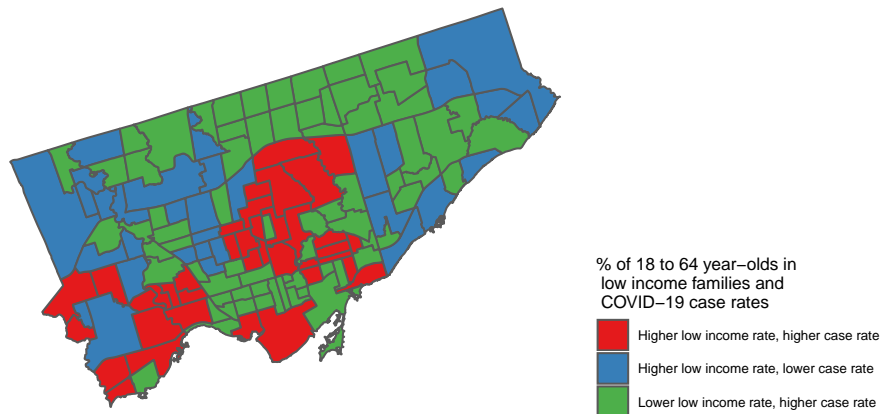 % of 18 to 64 year−olds in
low income families and
COVID−19 case rates
Higher low income rate, higher case rate
Higher low income rate, lower case rate
Lower low income rate, higher case rate